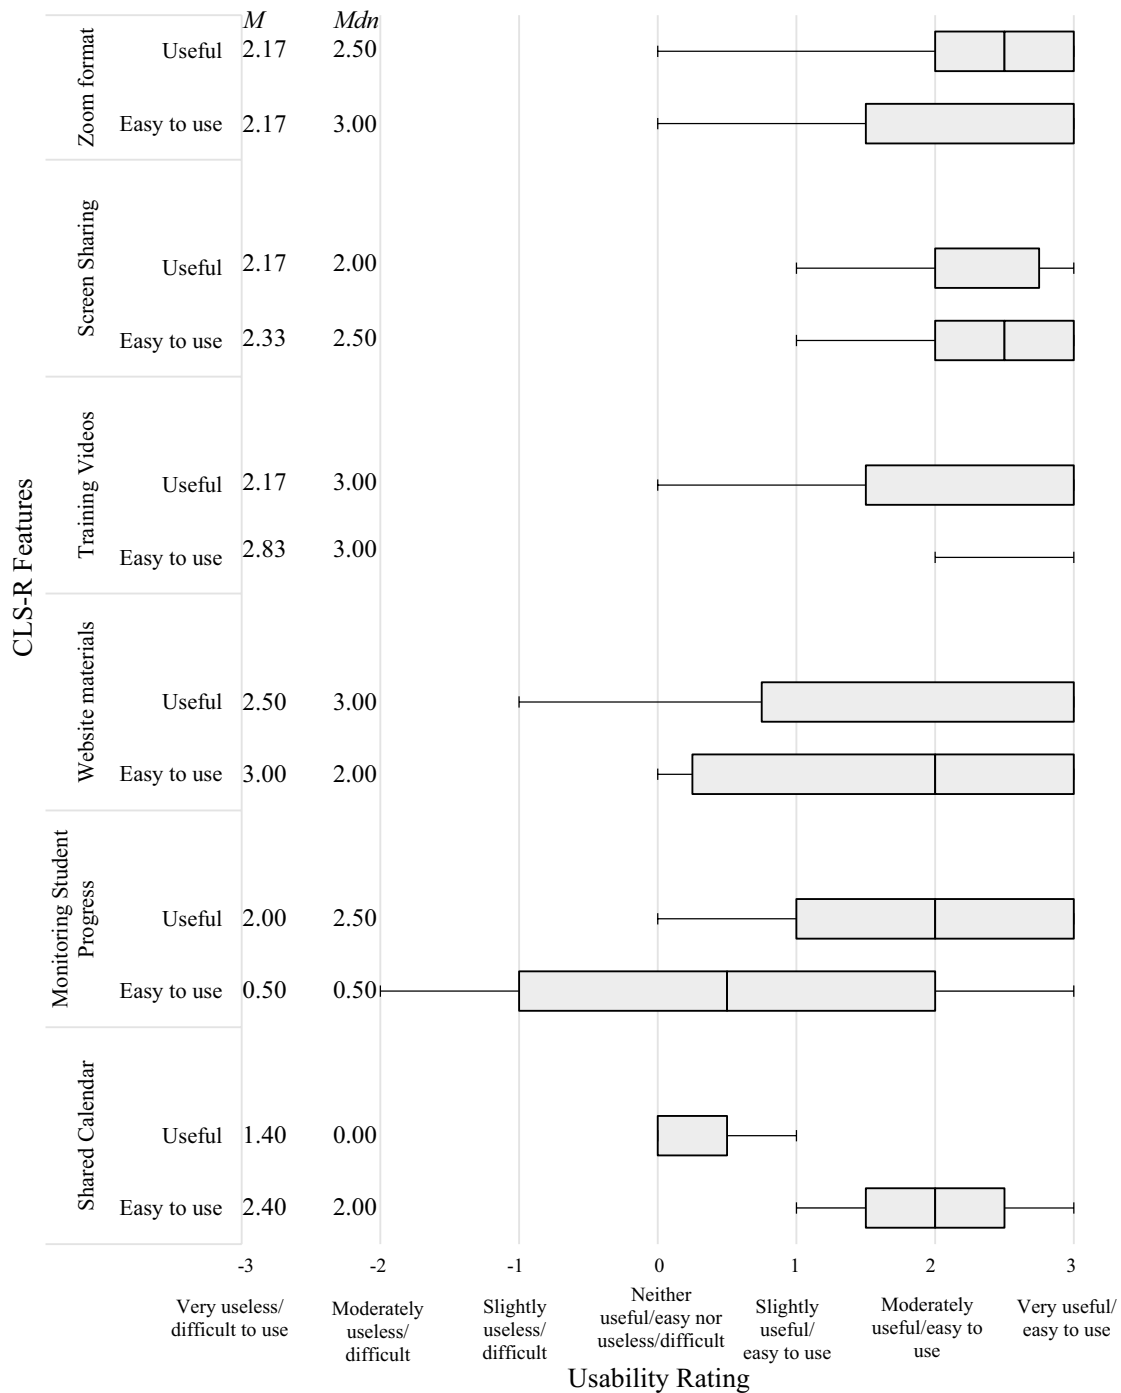 M Mdn
Zoom format
Useful 2.17 2.50
Easy to use 2.17 3.00
Screen Sharing
Useful 2.17 2.00
Easy to use 2.33 2.50
Training Videos
Useful 2.17 3.00
Easy to use 2.83 3.00
CLS-R Features
Website materials
Useful 2.50 3.00
Easy to use 3.00 2.00
Monitoring Student
Progress
Useful 2.00 2.50
Easy to use 0.50 0.50
Shared Calendar
Useful 1.40 0.00
Easy to use 2.40 2.00
-3 -2 -1 0 1 2 3
Very useless/
difficult to use
Moderately
useless/
difficult
Slightly
useless/
difficult
Neither
useful/easy nor
useless/difficult
Slightly
useful/
easy to use
Moderately
useful/easy to
use
Very useful/
easy to use
Usability Rating